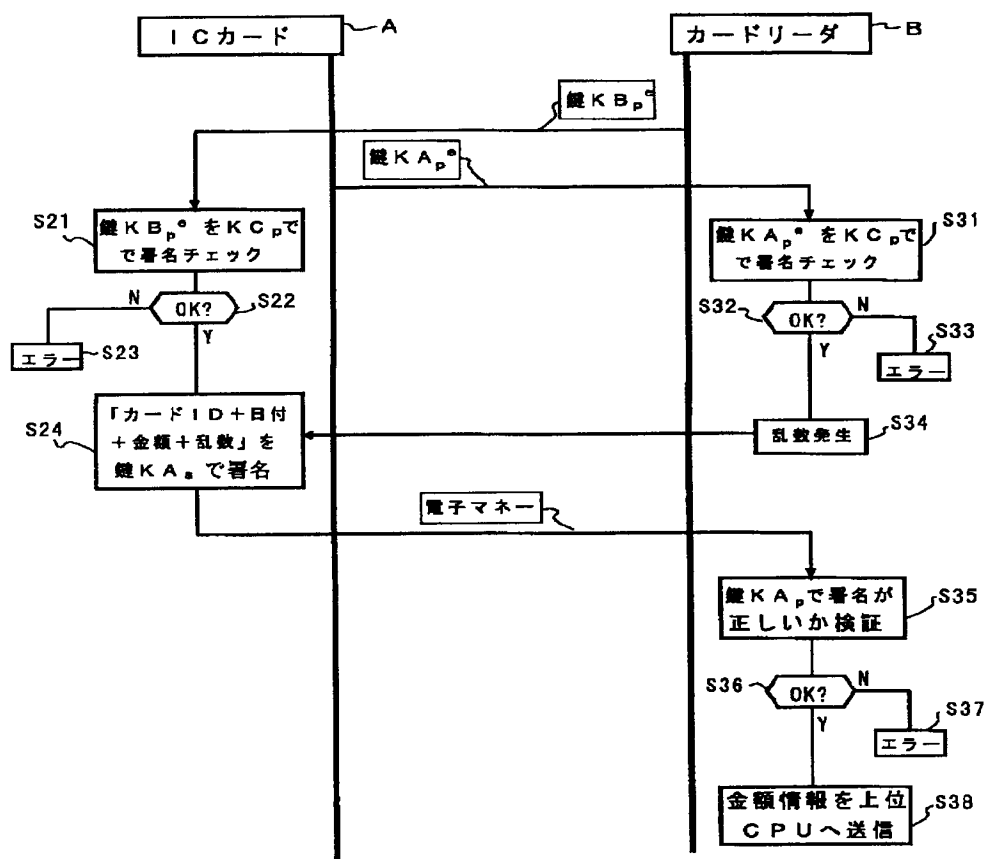 ICカード
A
カードリーダ
B
鍵KBpᵉ
鍵KApᵉ
S21
鍵KBpᵉ をKCpで
で署名チェック
S31
鍵KApᵉ をKCpで
で署名チェック
N
OK?
S22
Y
エラー
S23
S32
OK?
N
Y
S33
エラー
S24
「カードID+日付
+金額+乱数」を
鍵KAsで署名
乱数発生
S34
電子マネー
鍵KApで署名が
正しいか検証
S35
S36
OK?
N
Y
S37
エラー
金額情報を上位
CPUへ送信
S38